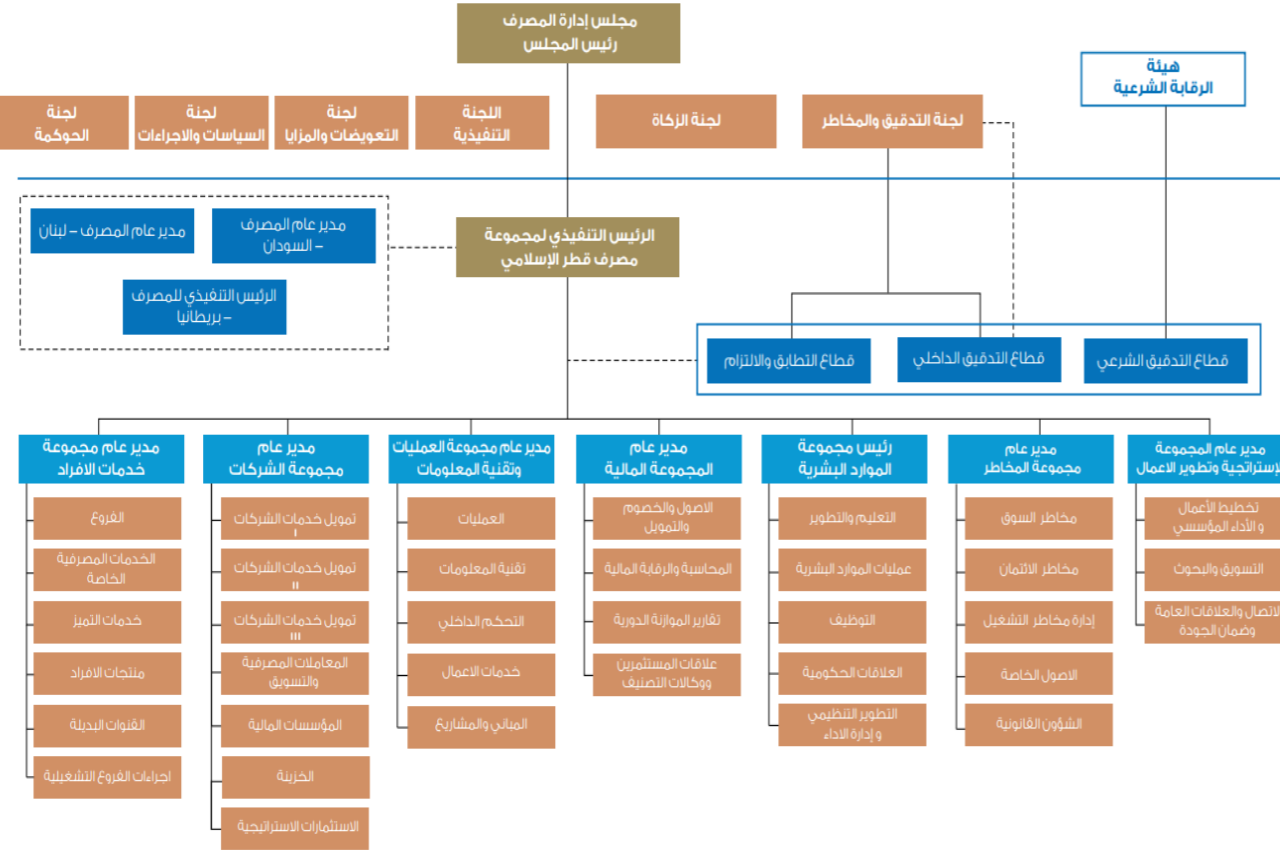 مجلس إدارة المصرف
رئيس المجلس
هيئة
الرقابة الشرعية
لجنة التدقيق والمخاطر
لجنة الزكاة
اللجنة
التنفيذية
لجنة
التعويضات والمزايا
لجنة
السياسات والاجراءات
لجنة
الحوكمة
الرئيس التنفيذي لمجموعة
مصرف قطر الإسلامي
مدير عام المصرف
– السودان
مدير عام المصرف – لبنان
الرئيس التنفيذي للمصرف
– بريطانيا
قطاع التدقيق الشرعي
قطاع التدقيق الداخلي
قطاع التطابق والالتزام
مدير عام المجموعة
لإستراتجية وتطوير الاعمال
تخطيط الأعمال
و الأداء المؤسسي
التسويق والبحوث
لاتصال والعلاقات العامة
وضمان الجودة
مدير عام
مجموعة المخاطر
مخاطر السوق
مخاطر الائتمان
إدارة مخاطر التشغيل
الاصول الخاصة
الشؤون القانونية
رئيس مجموعة
الموارد البشرية
التعليم والتطوير
عمليات الموارد البشرية
التوظيف
العلاقات الحكومية
التطوير التنظيمي
و إدارة الاداء
مدير عام
المجموعة المالية
الاصول والخصوم
والتمويل
المحاسبة والرقابة المالية
تقارير الموازنة الدورية
علاقات المستثمرين
ووكالات التصنيف
مدير عام مجموعة العمليات
وتقنية المعلومات
العمليات
تقنية المعلومات
التحكم الداخلي
خدمات الاعمال
المباني والمشاريع
مدير عام
مجموعة الشركات
تمويل خدمات الشركات
I
تمويل خدمات الشركات
II
تمويل خدمات الشركات
III
المعاملات المصرفية
والتسويق
المؤسسات المالية
الخزينة
الاستثمارات الاستراتيجية
مدير عام مجموعة
خدمات الافراد
الفروع
الخدمات المصرفية
الخاصة
خدمات التميز
منتجات الافراد
القنوات البديلة
اجراءات الفروع التشغيلية